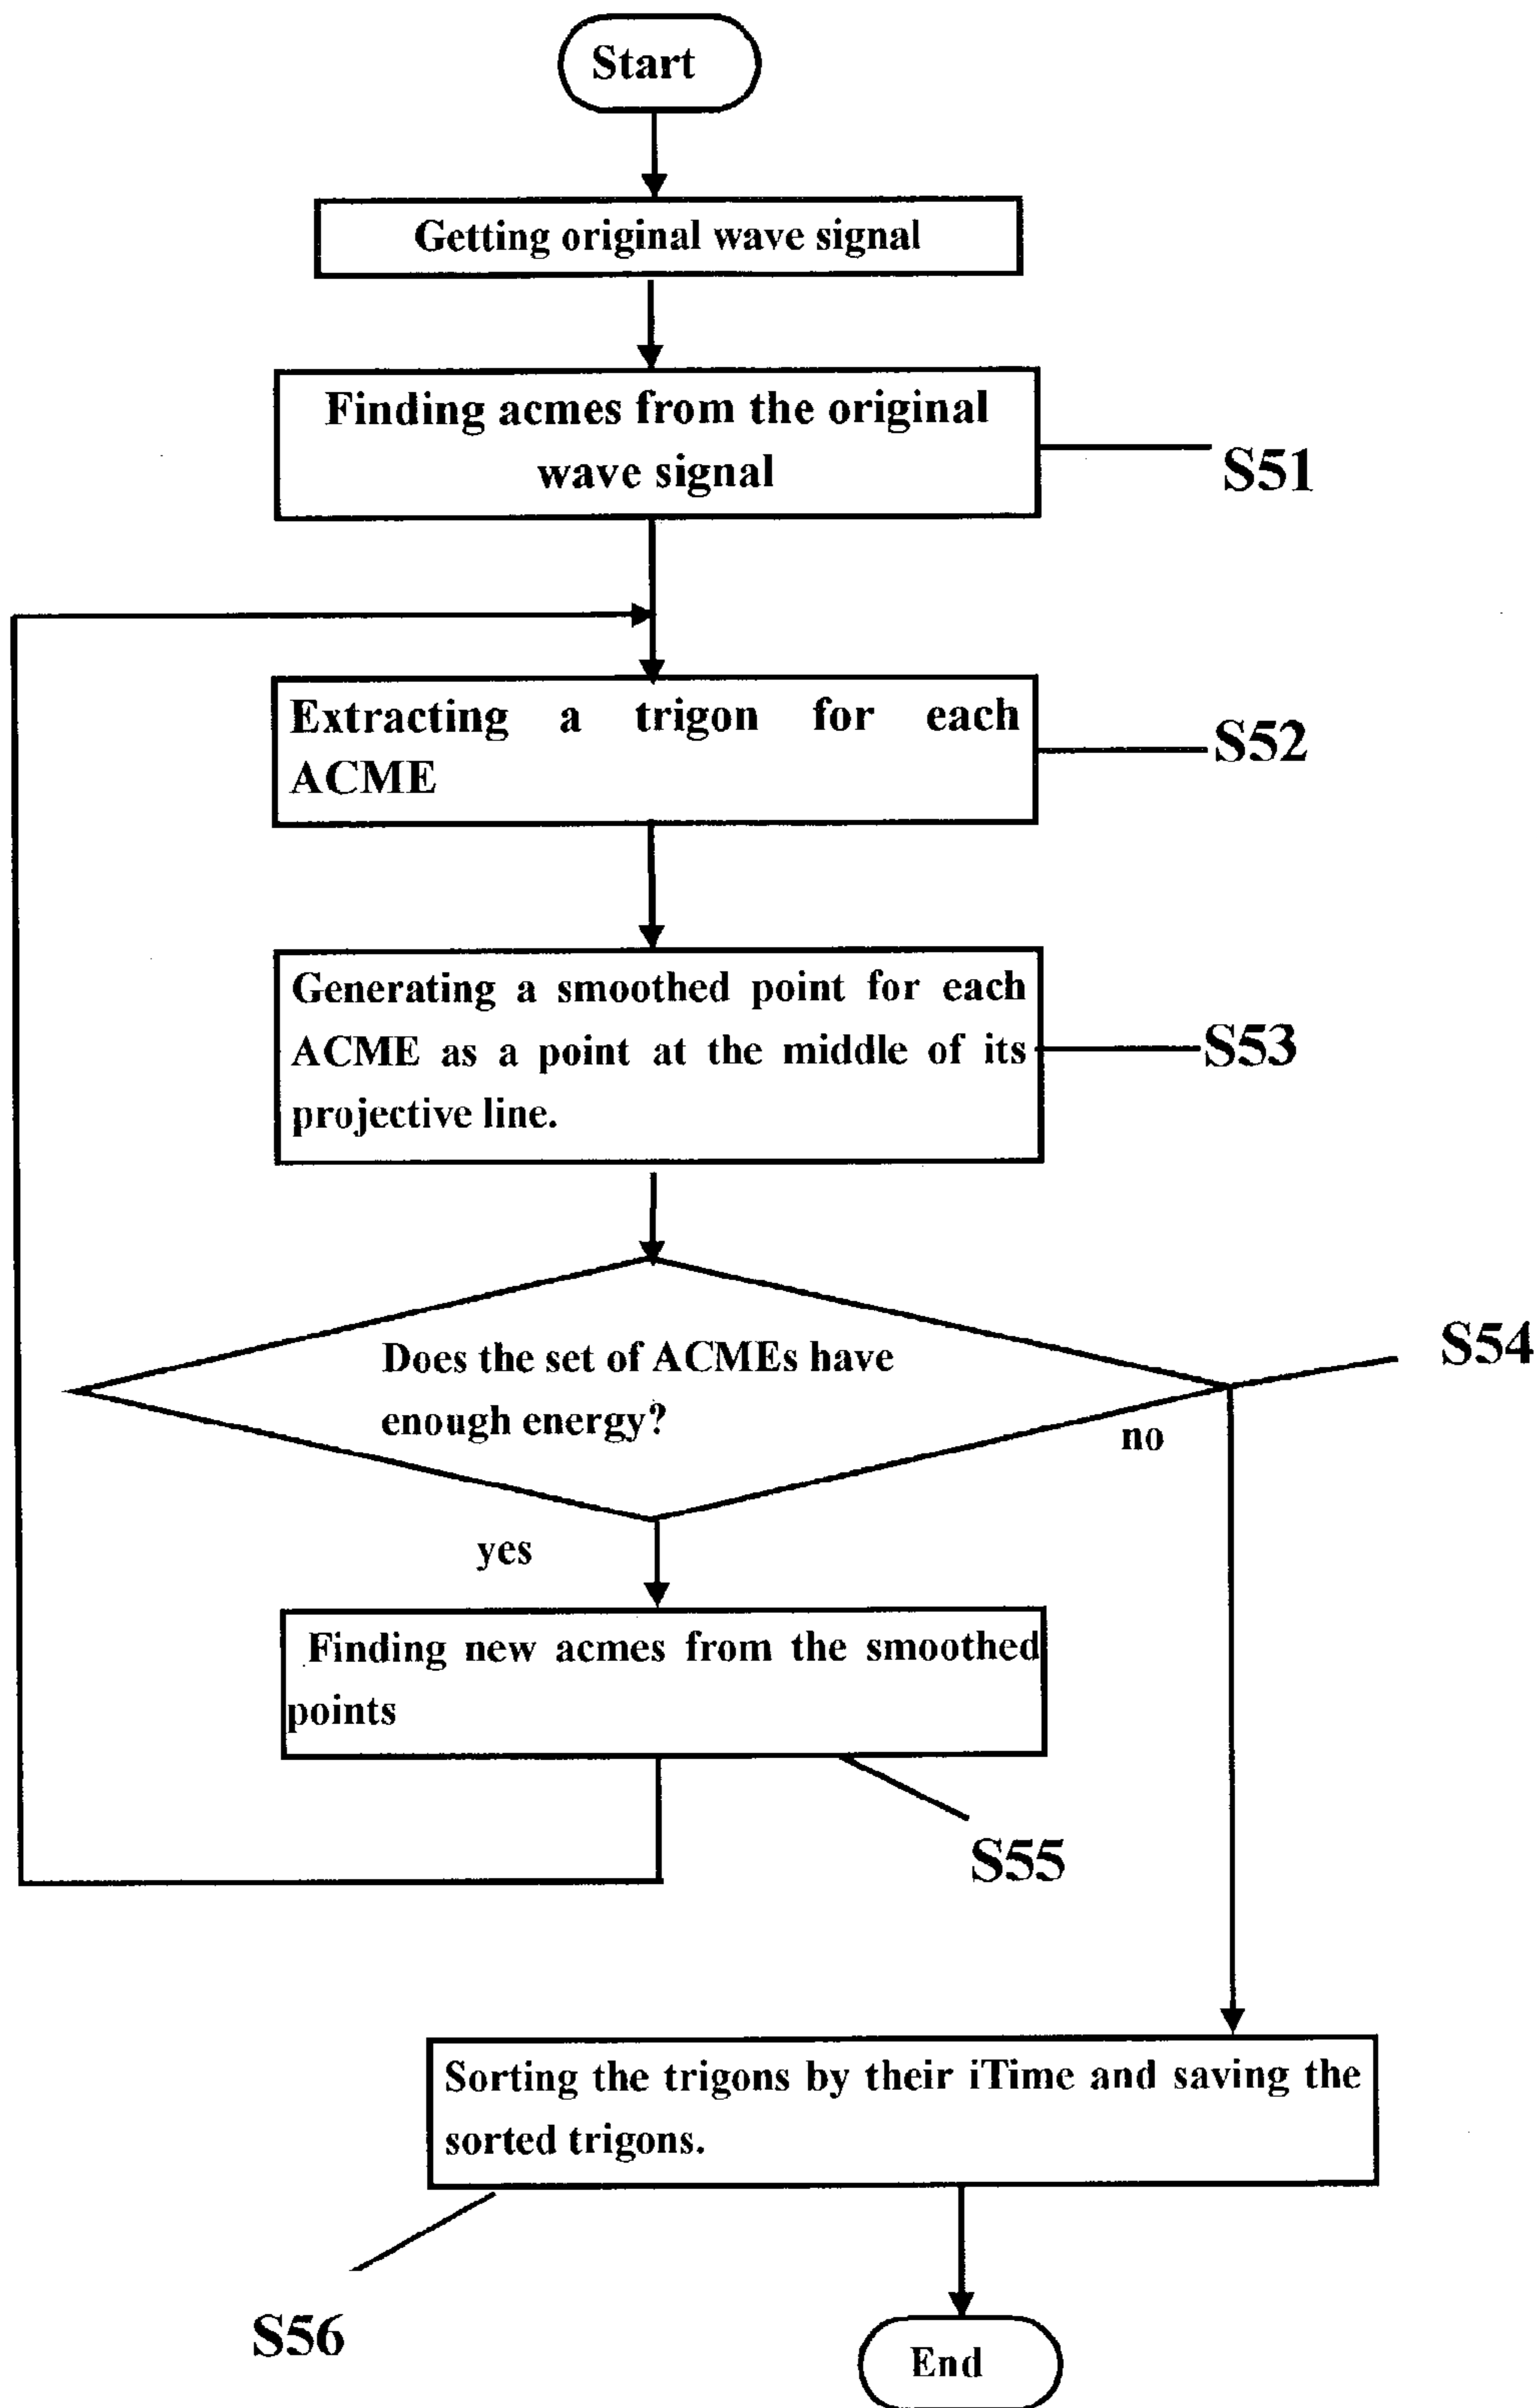 Start
Getting original wave signal
Finding acmes from the original
wave signal
S51
Extracting a trigon for each
ACME
S52
Generating a smoothed point for each
ACME as a point at the middle of its
projective line.
S53
Does the set of ACMEs have
enough energy?
S54
no
yes
Finding new acmes from the smoothed
points
S55
Sorting the trigons by their iTime and saving the
sorted trigons.
S56
End